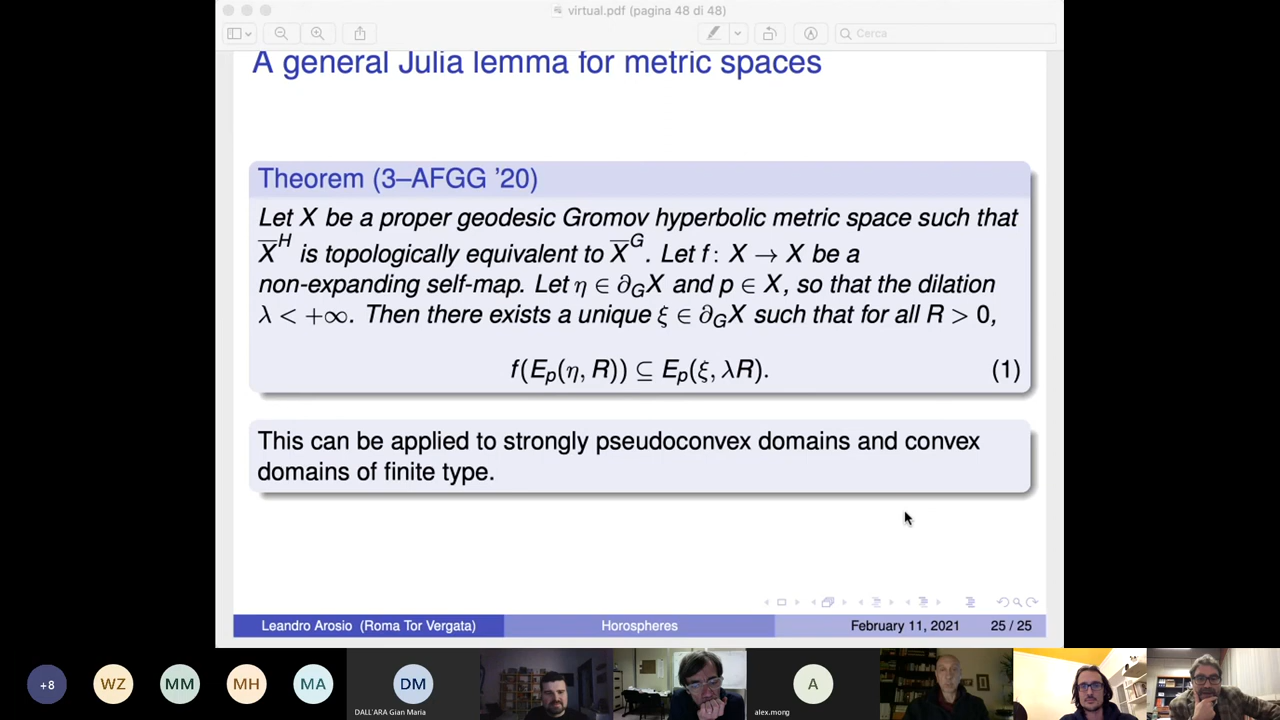 virtual.pdf (pagina 48 di 48)
Cerca
A general Julia lemma for metric spaces
Theorem (3–AFGG '20)
Let X be a proper geodesic Gromov hyperbolic metric space such that
X̅ᴴ is topologically equivalent to X̅ᴳ. Let f : X → X be a
non-expanding self-map. Let η ∈ ∂_G X and p ∈ X, so that the dilation
λ < +∞. Then there exists a unique ξ ∈ ∂_G X such that for all R > 0,
f(E_p(η, R)) ⊆ E_p(ξ, λR). (1)
This can be applied to strongly pseudoconvex domains and convex
domains of finite type.
Leandro Arosio (Roma Tor Vergata) Horospheres February 11, 2021 25 / 25
+8 WZ MM MH MA DM A
DALL'ARA Gian Maria alex.mong